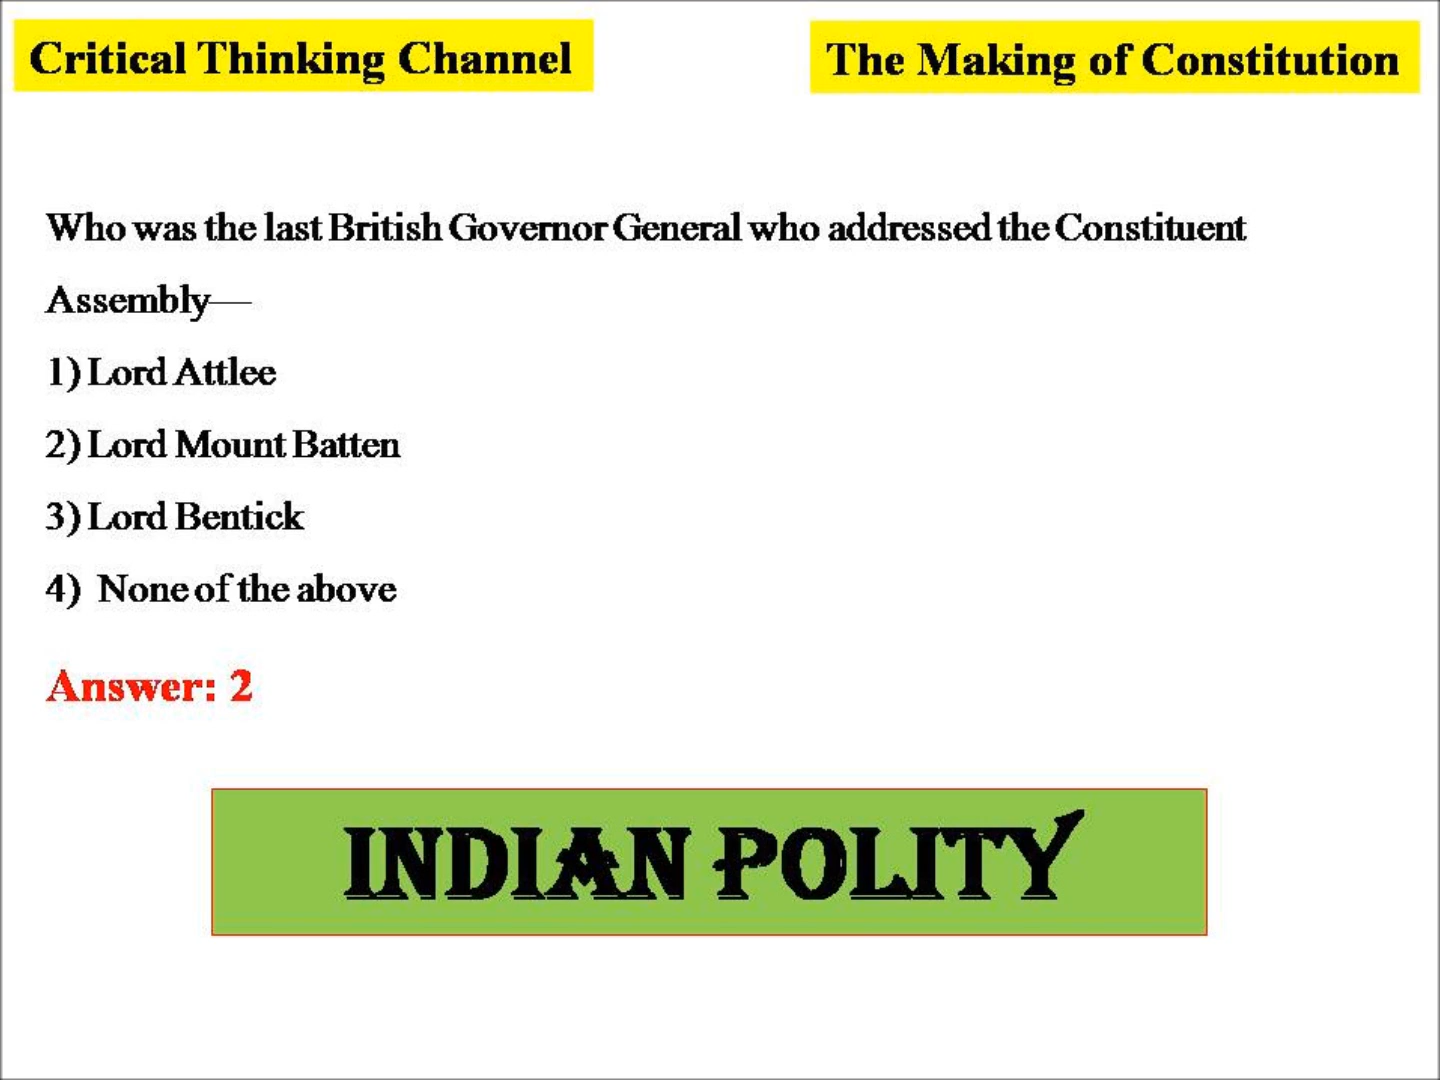 Critical Thinking Channel
The Making of Constitution
Who was the last British Governor General who addressed the Constituent
Assembly—
1) Lord Attlee
2) Lord Mount Batten
3) Lord Bentick
4) None of the above
Answer: 2
INDIAN POLITY